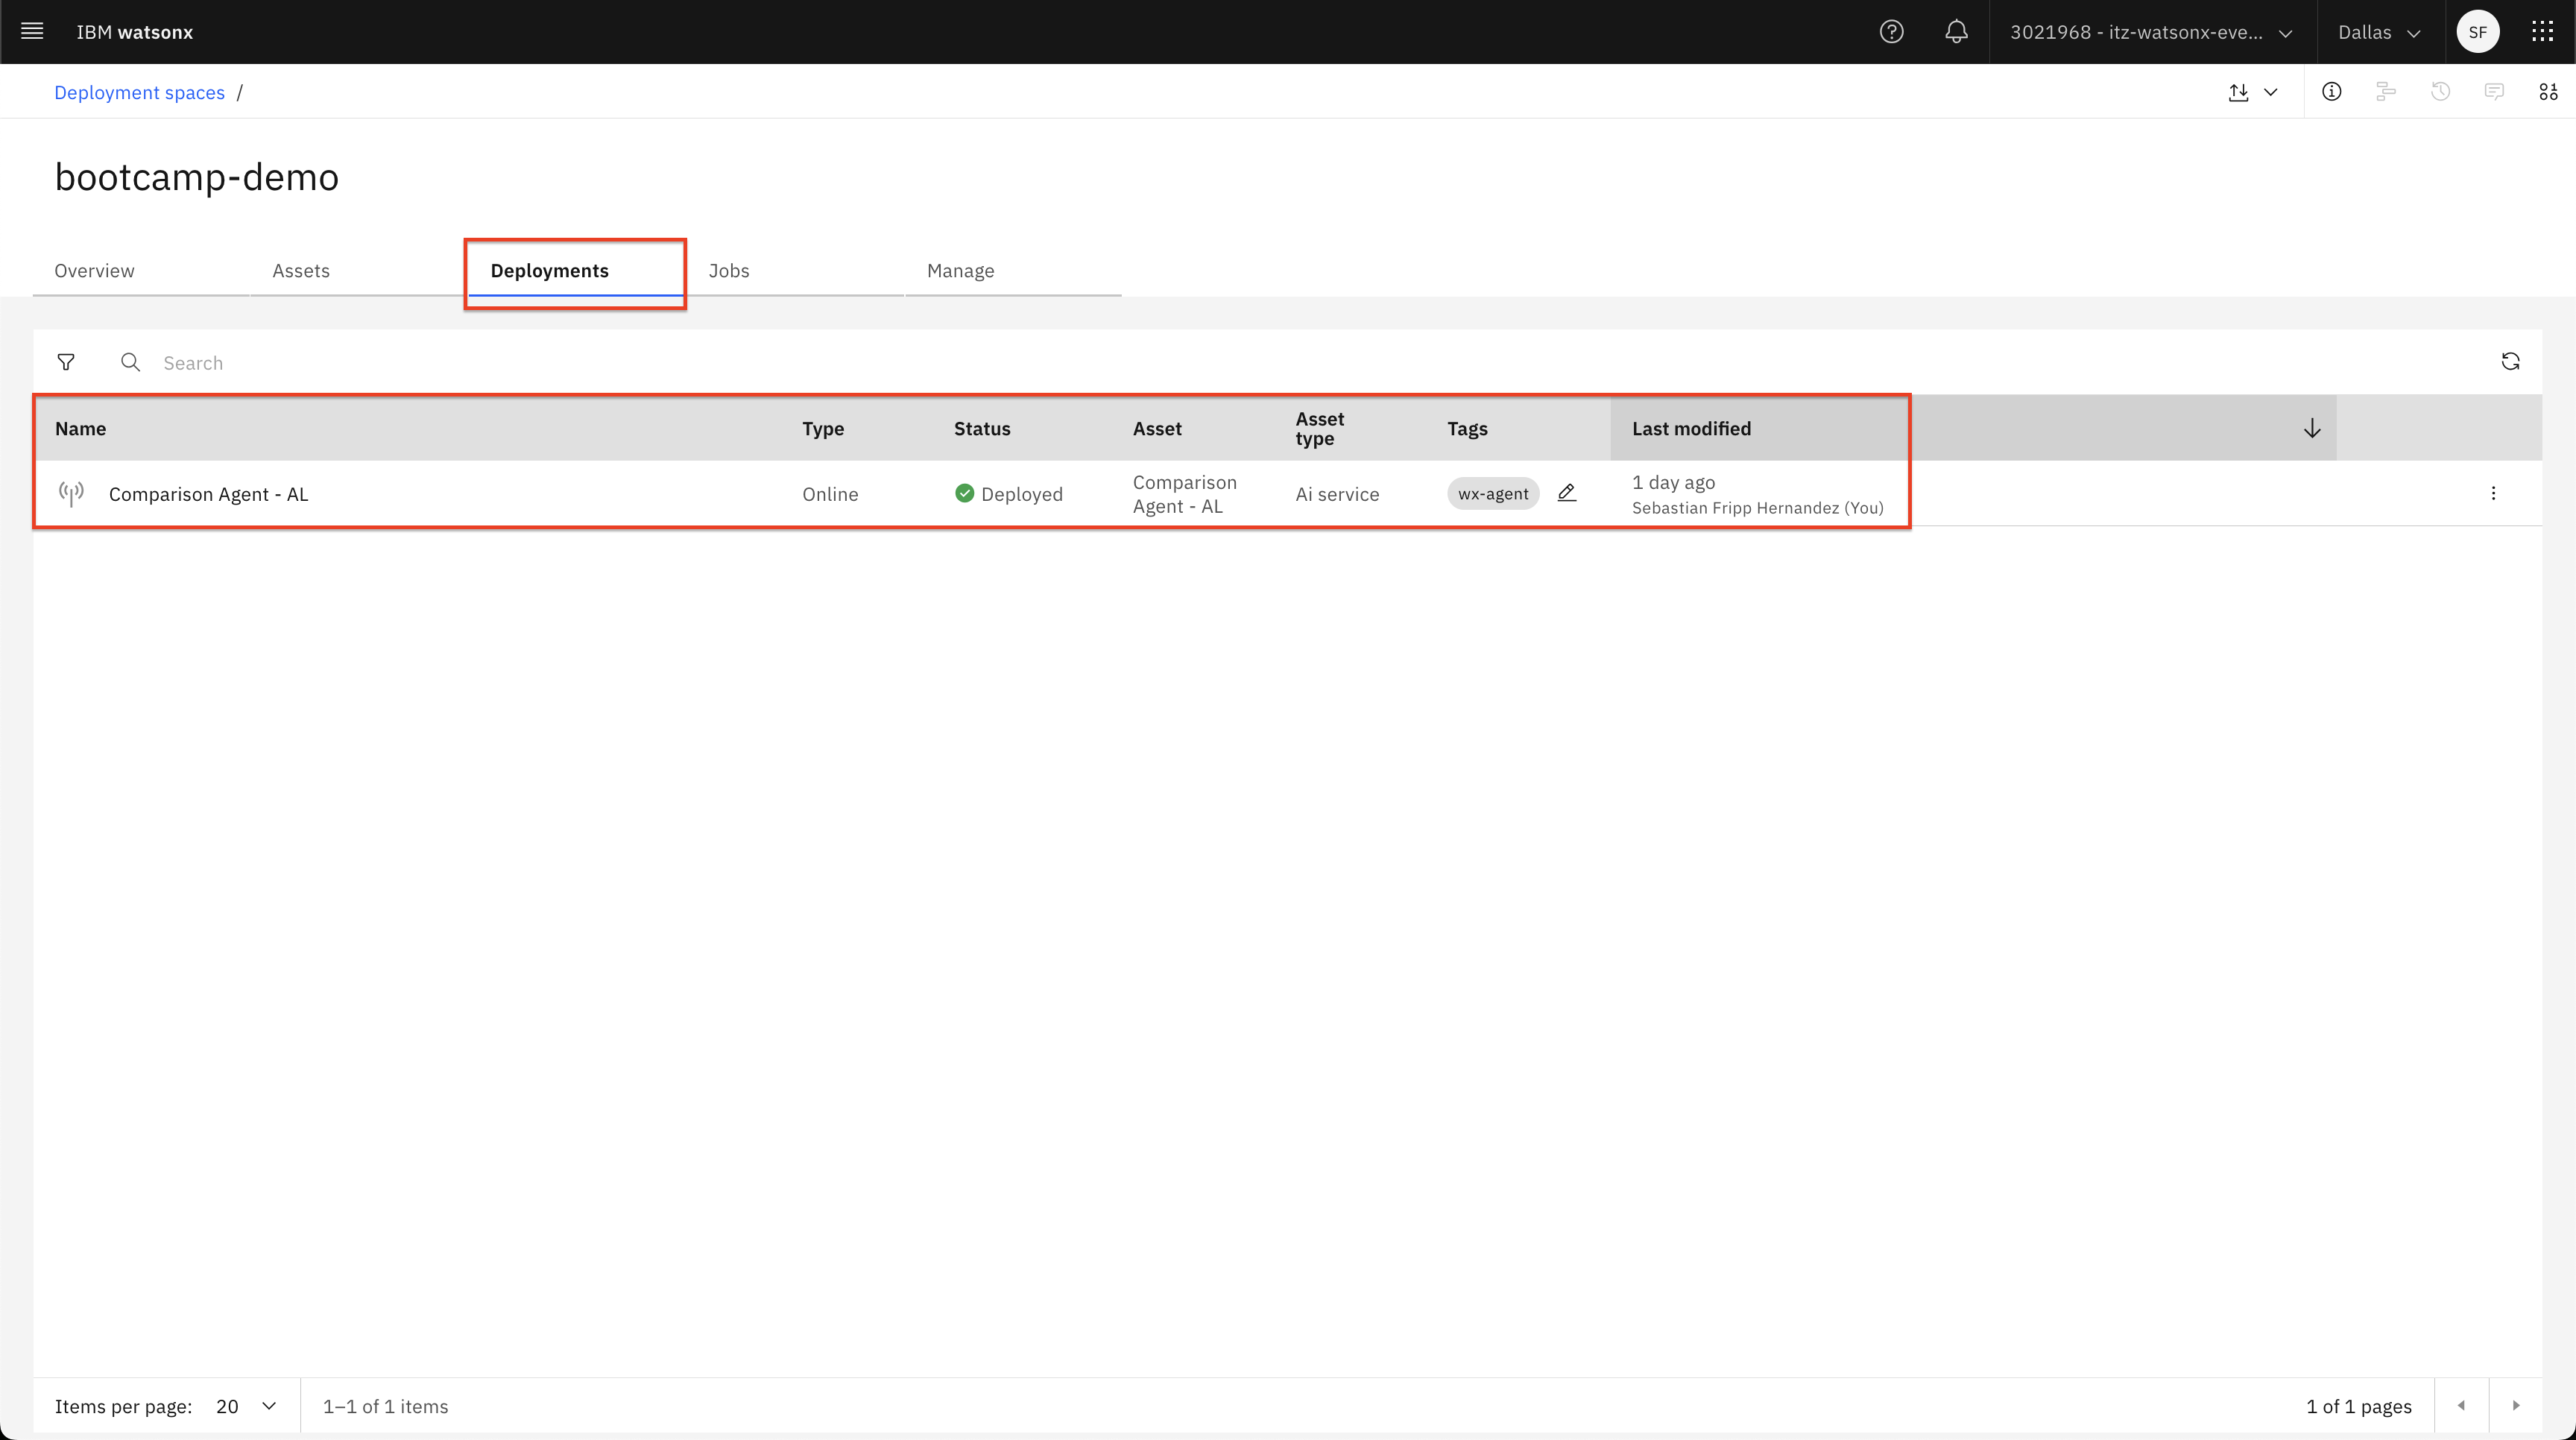 IBM watsonx
3021968 - itz-watsonx-eve...
Dallas
SF
Deployment spaces /
bootcamp-demo
Overview
Assets
Deployments
Jobs
Manage
Search
Name
Type
Status
Asset
Asset type
Tags
Last modified
Comparison Agent - AL
Online
Deployed
Comparison
Agent - AL
Ai service
wx-agent
1 day ago
Sebastian Fripp Hernandez (You)
Items per page: 20
1–1 of 1 items
1 of 1 pages